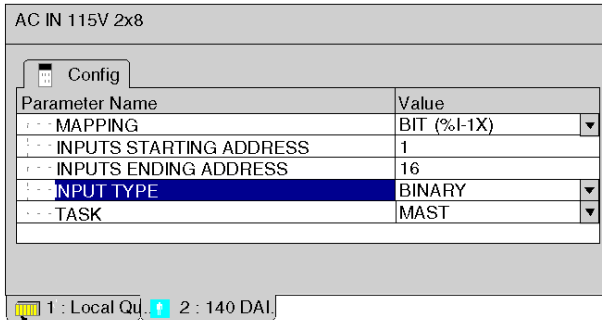 AC IN 115V 2x8
Config
Parameter Name Value
MAPPING BIT (%I-1X)
INPUTS STARTING ADDRESS 1
INPUTS ENDING ADDRESS 16
INPUT TYPE BINARY
TASK MAST
1 : Local Qu... 2 : 140 DAI.